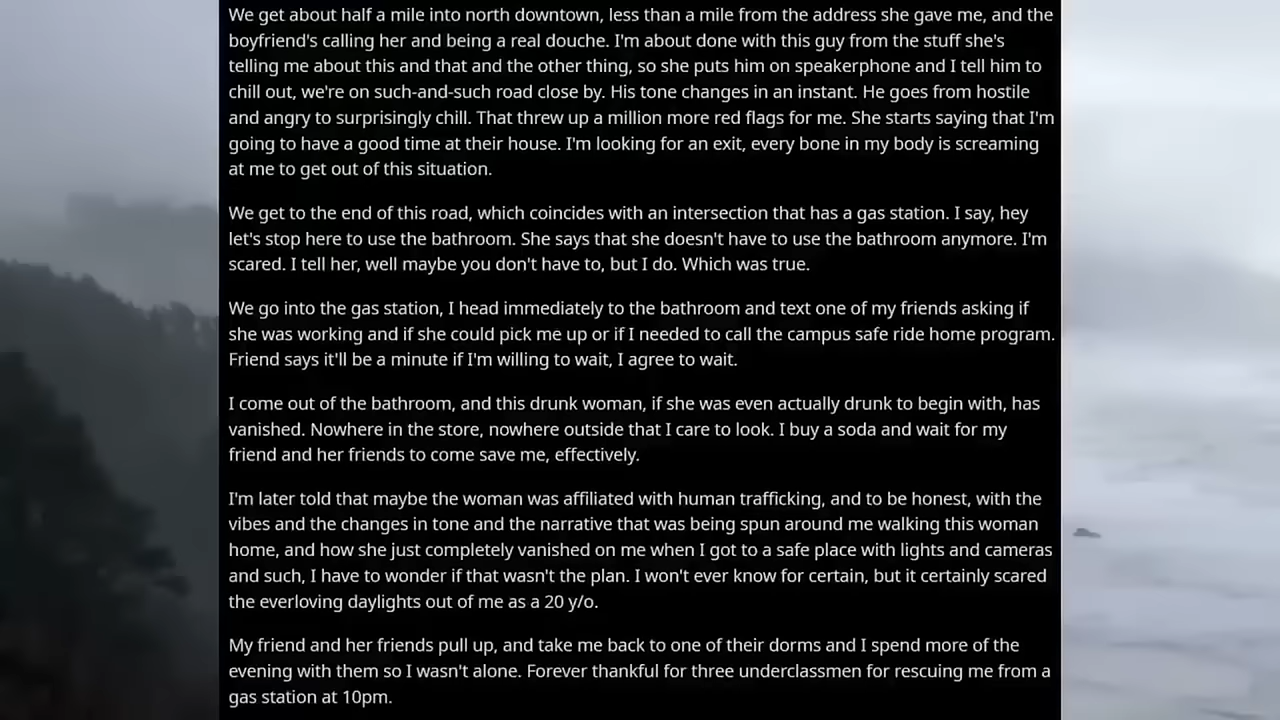 We get about half a mile into north downtown, less than a mile from the address she gave me, and the
boyfriend's calling her and being a real douche. I'm about done with this guy from the stuff she's
telling me about this and that and the other thing, so she puts him on speakerphone and I tell him to
chill out, we're on such-and-such road close by. His tone changes in an instant. He goes from hostile
and angry to surprisingly chill. That threw up a million more red flags for me. She starts saying that I'm
going to have a good time at their house. I'm looking for an exit, every bone in my body is screaming
at me to get out of this situation.
We get to the end of this road, which coincides with an intersection that has a gas station. I say, hey
let's stop here to use the bathroom. She says that she doesn't have to use the bathroom anymore. I'm
scared. I tell her, well maybe you don't have to, but I do. Which was true.
We go into the gas station, I head immediately to the bathroom and text one of my friends asking if
she was working and if she could pick me up or if I needed to call the campus safe ride home program.
Friend says it'll be a minute if I'm willing to wait, I agree to wait.
I come out of the bathroom, and this drunk woman, if she was even actually drunk to begin with, has
vanished. Nowhere in the store, nowhere outside that I care to look. I buy a soda and wait for my
friend and her friends to come save me, effectively.
I'm later told that maybe the woman was affiliated with human trafficking, and to be honest, with the
vibes and the changes in tone and the narrative that was being spun around me walking this woman
home, and how she just completely vanished on me when I got to a safe place with lights and cameras
and such, I have to wonder if that wasn't the plan. I won't ever know for certain, but it certainly scared
the everloving daylights out of me as a 20 y/o.
My friend and her friends pull up, and take me back to one of their dorms and I spend more of the
evening with them so I wasn't alone. Forever thankful for three underclassmen for rescuing me from a
gas station at 10pm.